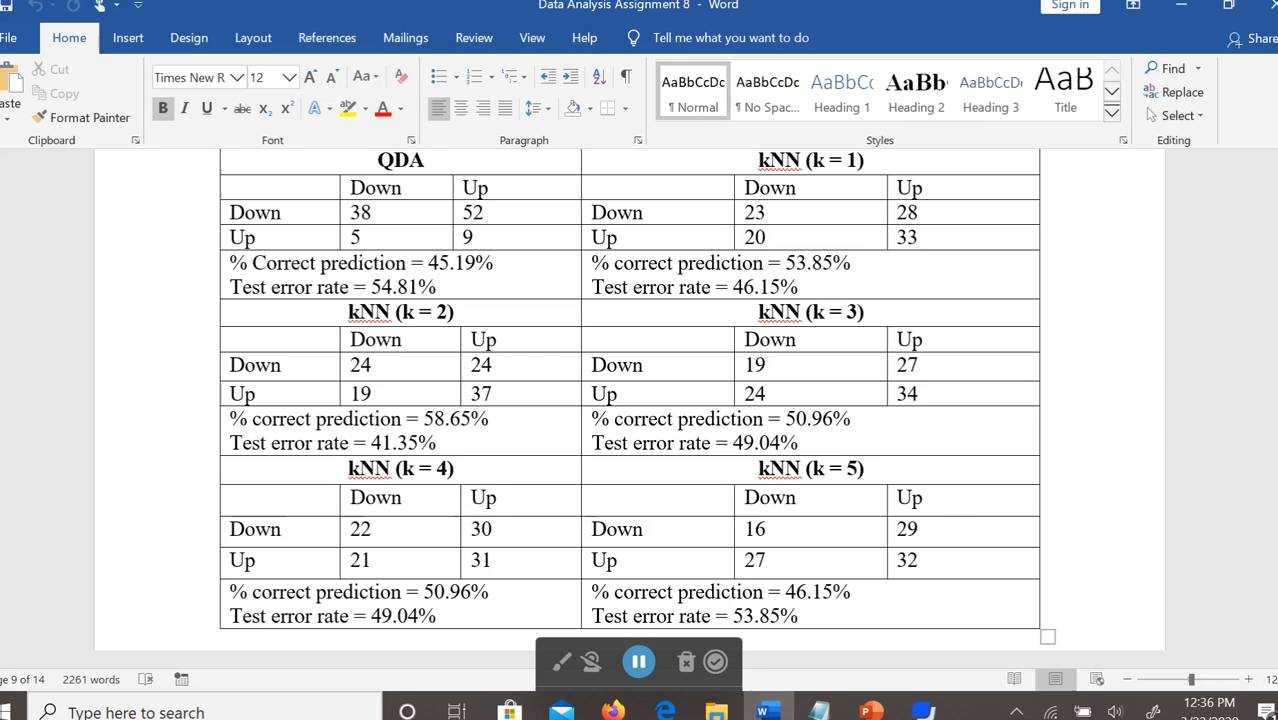 Data Analysis Assignment 8 - Word
Sign in
File Home Insert Design Layout References Mailings Review View Help Tell me what you want to do Share
Cut
Copy
Format Painter
Clipboard
Times New R 12
Font
Paragraph
AaBbCcDc AaBbCcDc AaBbCc AaBb AaBbCcDc AaB
¶ Normal ¶ No Spac... Heading 1 Heading 2 Heading 3 Title
Styles
Find
Replace
Select
Editing
QDA kNN (k = 1)
Down Up Down Up
Down 38 52 Down 23 28
Up 5 9 Up 20 33
% Correct prediction = 45.19% % correct prediction = 53.85%
Test error rate = 54.81% Test error rate = 46.15%
kNN (k = 2) kNN (k = 3)
Down Up Down Up
Down 24 24 Down 19 27
Up 19 37 Up 24 34
% correct prediction = 58.65% % correct prediction = 50.96%
Test error rate = 41.35% Test error rate = 49.04%
kNN (k = 4) kNN (k = 5)
Down Up Down Up
Down 22 30 Down 16 29
Up 21 31 Up 27 32
% correct prediction = 50.96% % correct prediction = 46.15%
Test error rate = 49.04% Test error rate = 53.85%
age 9 of 14 2261 words 12
Type here to search
12:36 PM